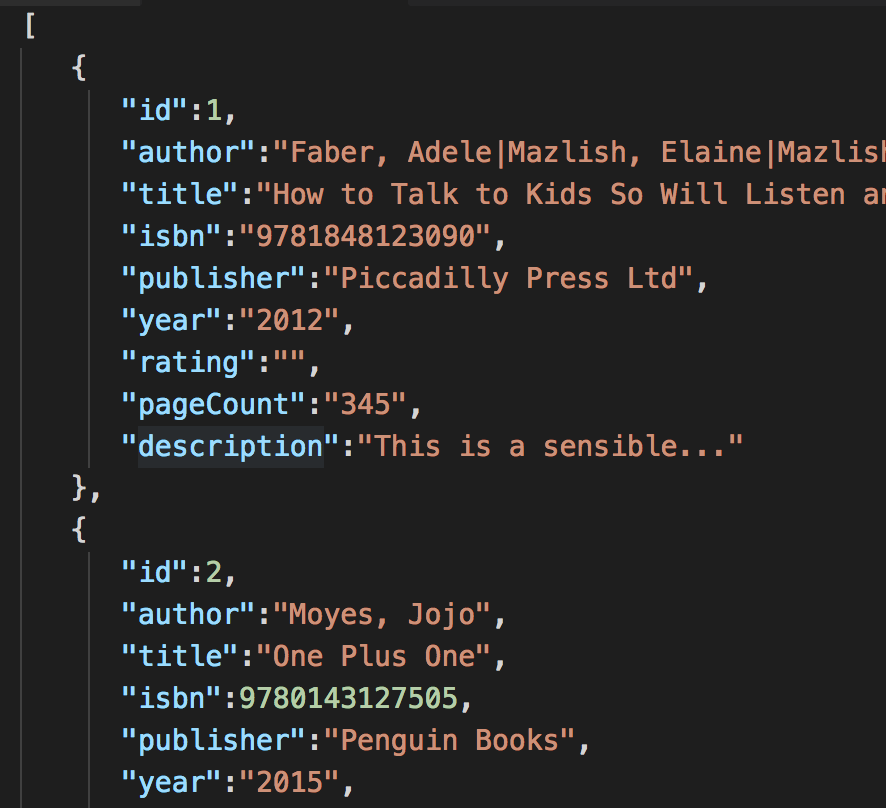 [
{
"id":1,
"author":"Faber, Adele|Mazlish, Elaine|Mazlish
"title":"How to Talk to Kids So Will Listen an
"isbn":"9781848123090",
"publisher":"Piccadilly Press Ltd",
"year":"2012",
"rating":"",
"pageCount":"345",
"description":"This is a sensible..."
},
{
"id":2,
"author":"Moyes, Jojo",
"title":"One Plus One",
"isbn":9780143127505,
"publisher":"Penguin Books",
"year":"2015",